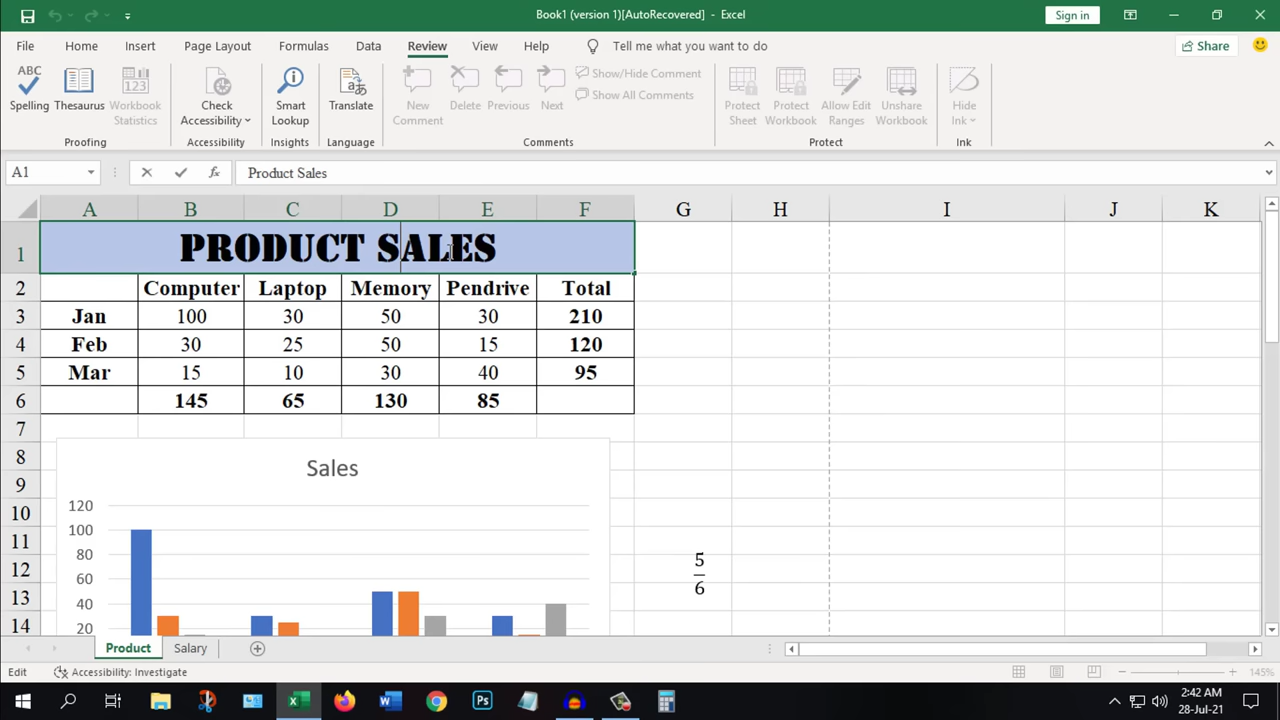 Book1 (version 1)[AutoRecovered] - Excel
Sign in
File Home Insert Page Layout Formulas Data Review View Help Tell me what you want to do Share
ABC
Spelling
Thesaurus
123
Workbook Statistics
Proofing
Check Accessibility
Accessibility
Smart Lookup
Insights
Translate
Language
New Comment
Delete
Previous
Next
Show/Hide Comment
Show All Comments
Comments
Protect Sheet
Protect Workbook
Allow Edit Ranges
Unshare Workbook
Protect
Hide Ink
Ink
A1 fx Product Sales
A B C D E F G H I J K
1 PRODUCT SALES
2 Computer Laptop Memory Pendrive Total
3 Jan 100 30 50 30 210
4 Feb 30 25 50 15 120
5 Mar 15 10 30 40 95
6 145 65 130 85
7
8
9
10
11
12
13
14
Sales
120
100
80
60
40
20
5
6
Product Salary
Edit Accessibility: Investigate 145%
2:42 AM
28-Jul-21